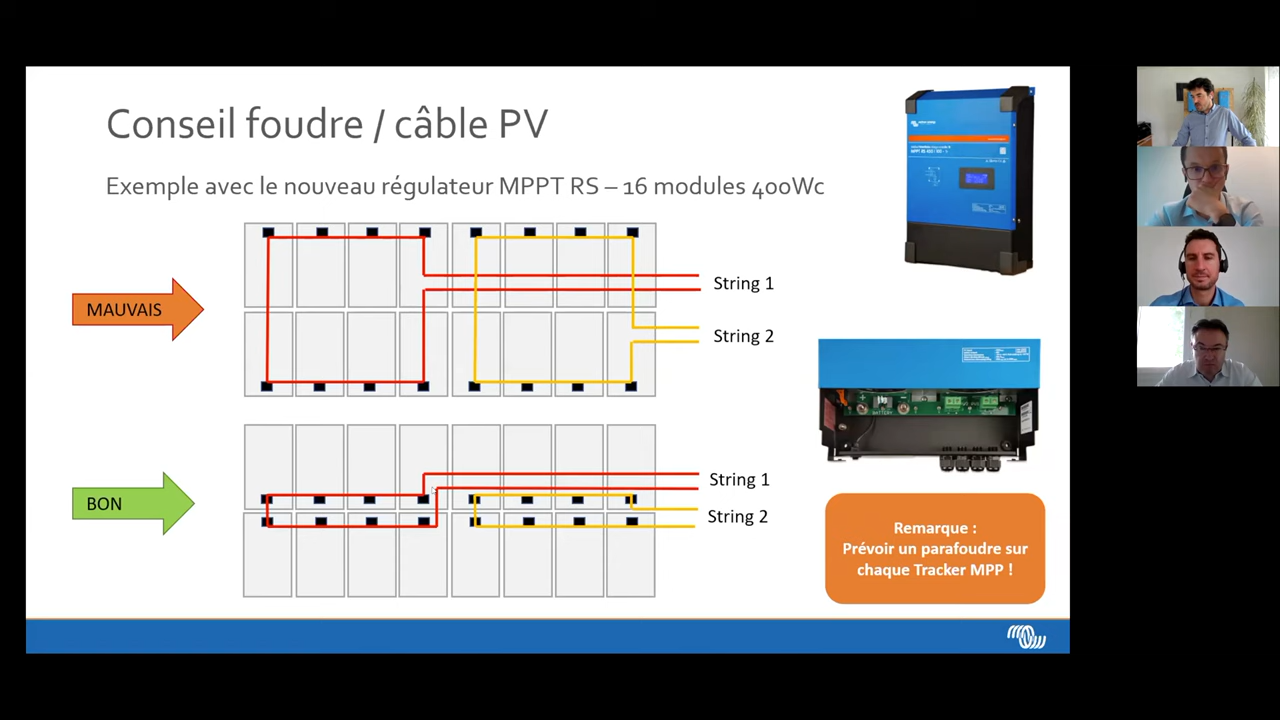 Conseil foudre / câble PV
Exemple avec le nouveau régulateur MPPT RS – 16 modules 400Wc
MAUVAIS
String 1
String 2
BON
String 1
String 2
BATTERY
Remarque :
Prévoir un parafoudre sur
chaque Tracker MPP !